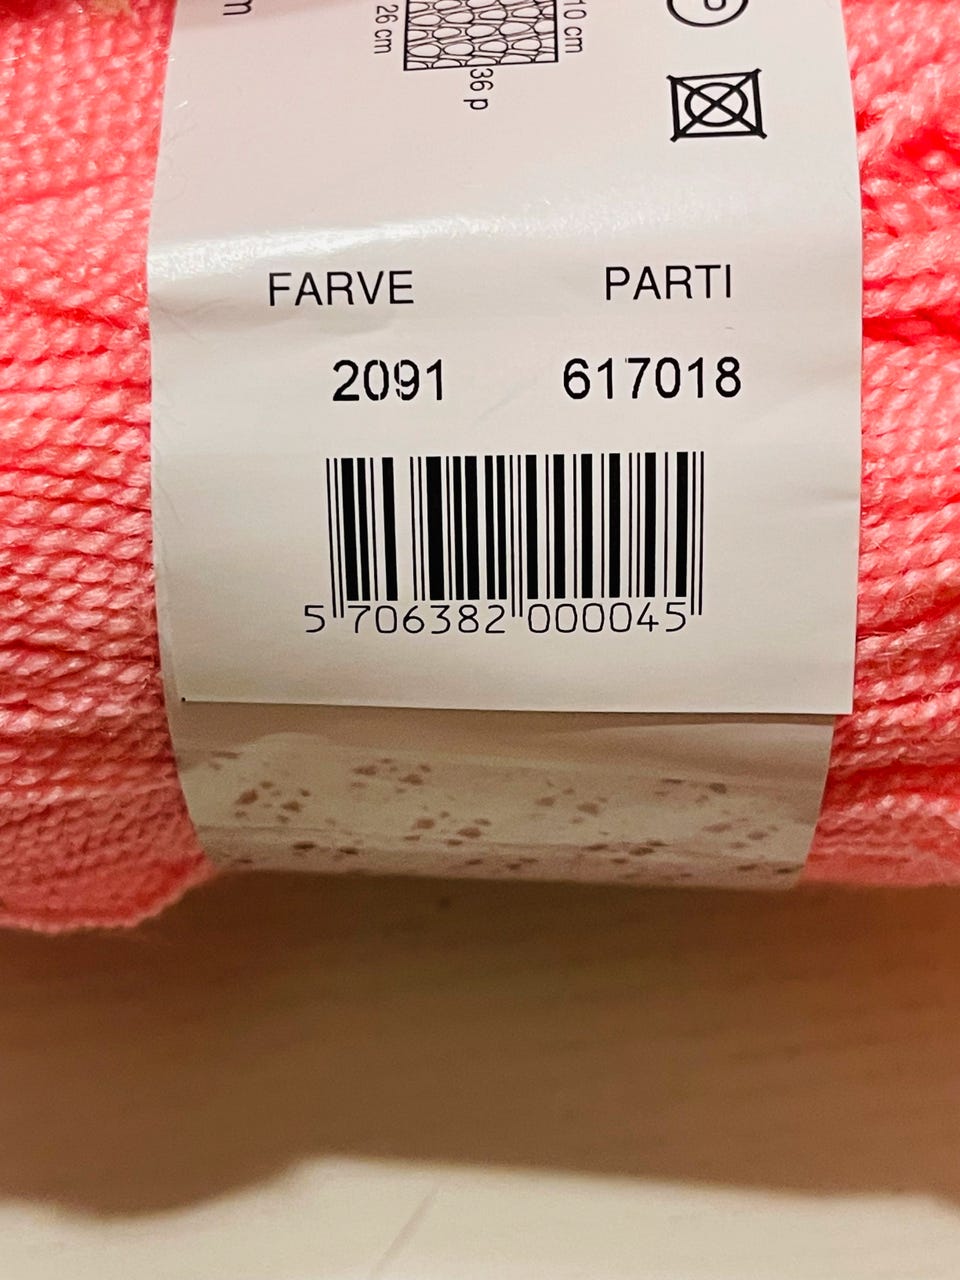 m
26 cm
10 cm
36 p
P
FARVE PARTI
2091 617018
5 706382 000045